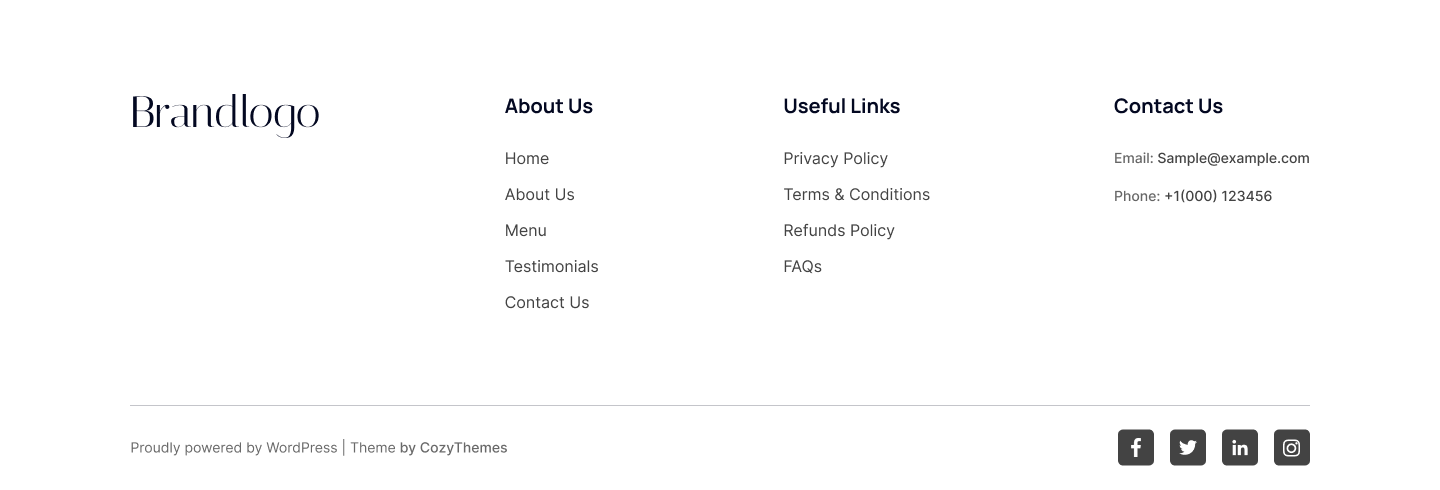 Brandlogo
About Us
Home
About Us
Menu
Testimonials
Contact Us
Useful Links
Privacy Policy
Terms & Conditions
Refunds Policy
FAQs
Contact Us
Email: Sample@example.com
Phone: +1(000) 123456
Proudly powered by WordPress | Theme by CozyThemes